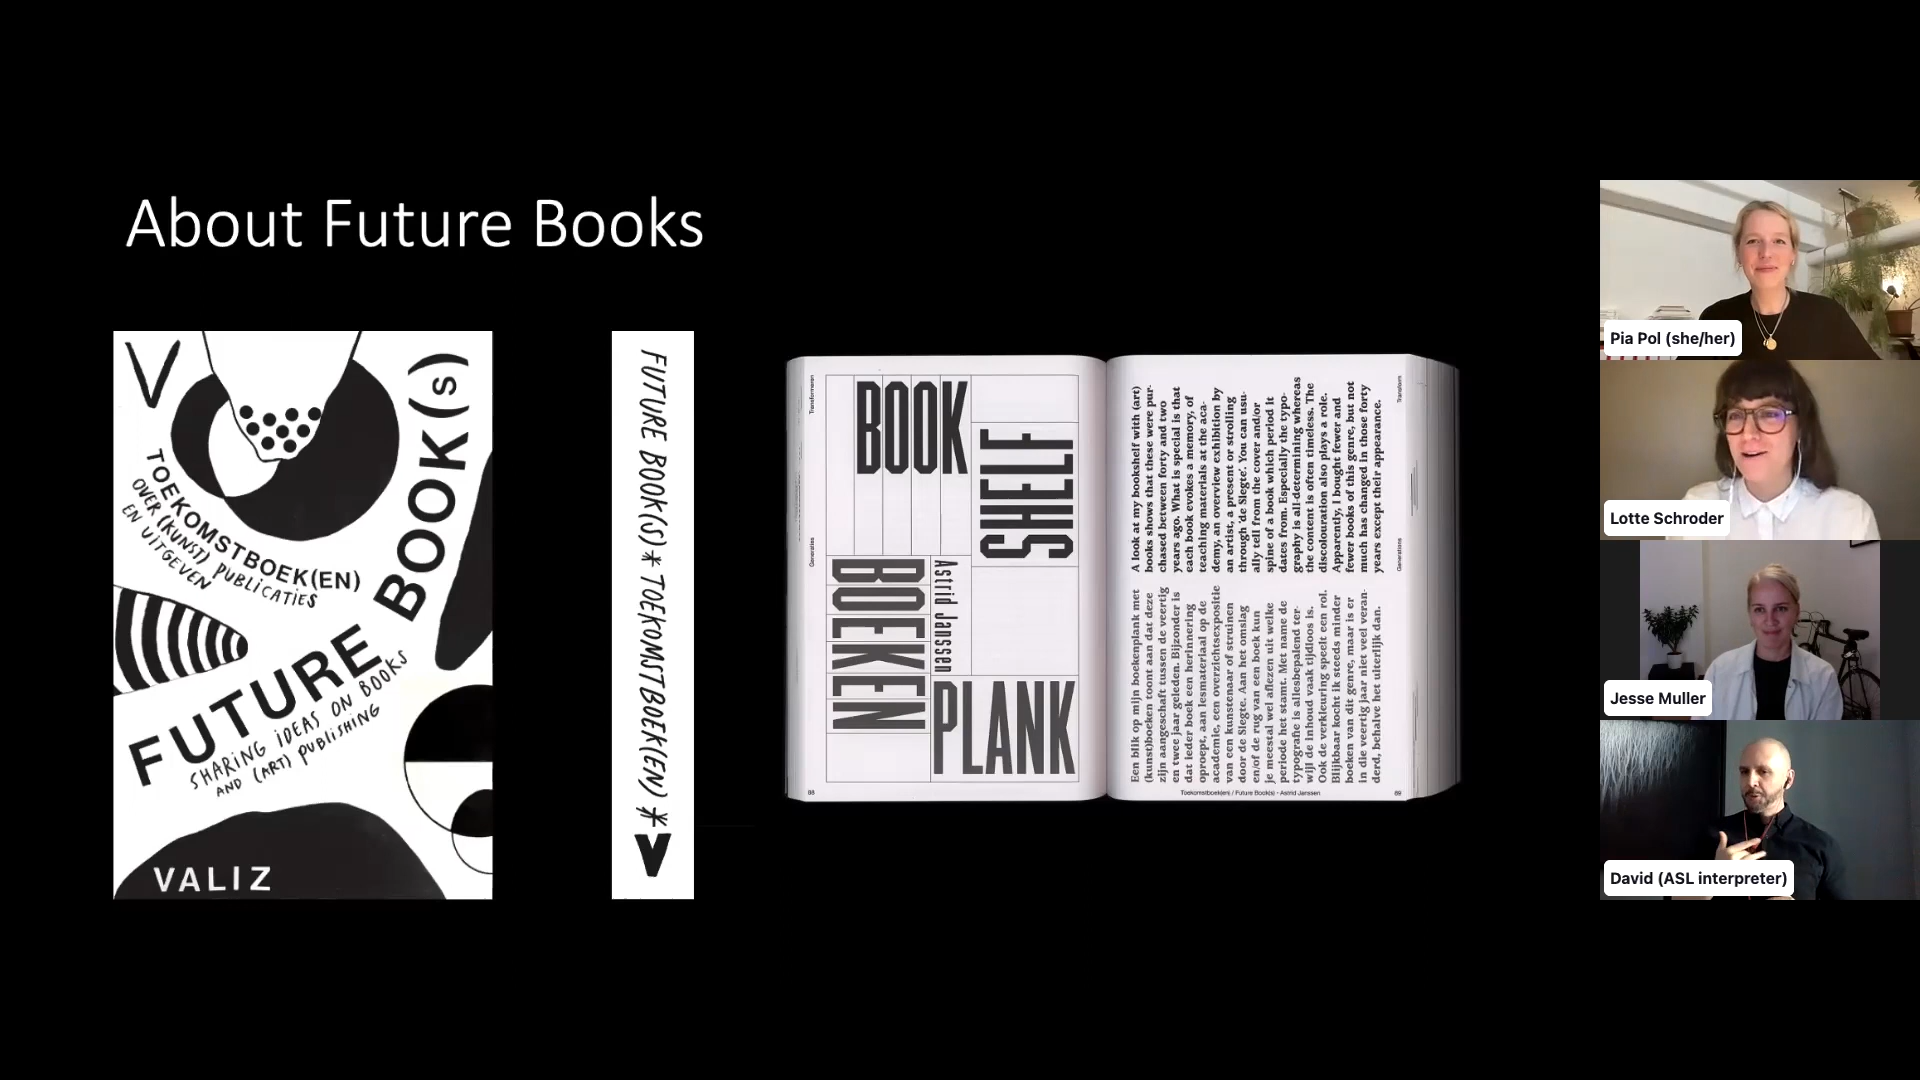 About Future Books
V
TOEKOMSTBOEK(EN)
OVER (KUNST) PUBLICATIES
EN UITGEVEN
FUTURE BOOK(S)
SHARING IDEAS ON BOOKS
AND (ART) PUBLISHING
VALIZ
FUTURE BOOK(S) * TOEKOMSTBOEK(EN) *
V
Transformeren
Generaties
BOOK
SHELF
BOEKEN
Astrid Janssen
PLANK
88
A look at my bookshelf with (art)
books shows that these were pur-
chased between forty and two
years ago. What is special is that
each book evokes a memory, of
teaching materials at the aca-
demy, an overview exhibition by
an artist, a present or strolling
through 'de Slegte'. You can usu-
ally tell from the cover and/or
spine of a book which period it
dates from. Especially the typo-
graphy is all-determining whereas
the content is often timeless. The
discolouration also plays a role.
Apparently, I bought fewer and
fewer books of this genre, but not
much has changed in those forty
years except their appearance.
Een blik op mijn boekenplank met
(kunst)boeken toont aan dat deze
zijn aangeschaft tussen de veertig
en twee jaar geleden. Bijzonder is
dat ieder boek een herinnering
oproept, aan lesmateriaal op de
academie, een overzichtsexpositie
van een kunstenaar of struinen
door de Slegte. Aan het omslag
en/of de rug van een boek kun
je meestal wel aflezen uit welke
periode het stamt. Met name de
typografie is allesbepalend ter-
wijl de inhoud vaak tijdloos is.
Ook de verkleuring speelt een rol.
Blijkbaar kocht ik steeds minder
boeken van dit genre, maar is er
in die veertig jaar niet veel veran-
derd, behalve het uiterlijk dan.
Transform
Generations
Toekomstboek(en) / Future Book(s) - Astrid Janssen
89
Pia Pol (she/her)
Lotte Schroder
Jesse Muller
David (ASL interpreter)